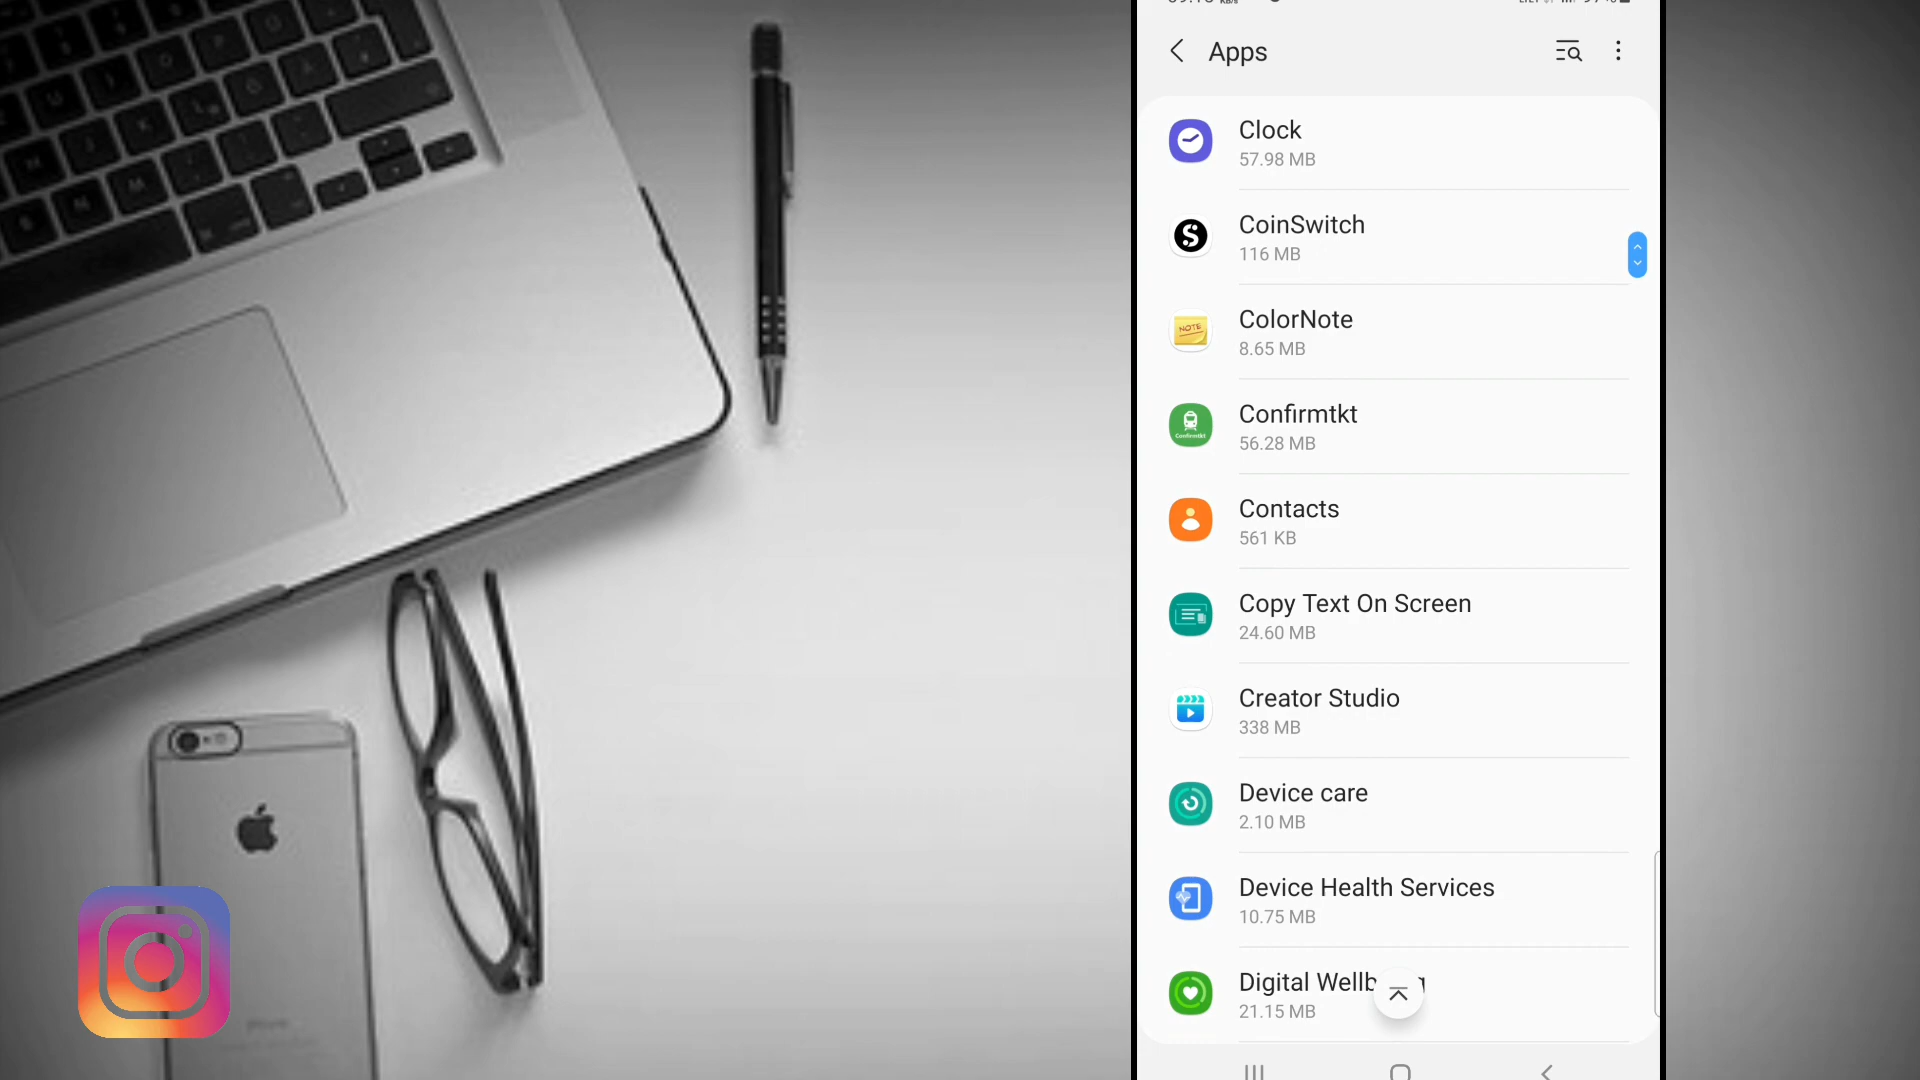 Apps
Clock
57.98 MB
CoinSwitch
116 MB
NOTE
ColorNote
8.65 MB
Confirmtkt
Confirmtkt
56.28 MB
Contacts
561 KB
Copy Text On Screen
24.60 MB
Creator Studio
338 MB
Device care
2.10 MB
Device Health Services
10.75 MB
Digital Wellb
21.15 MB